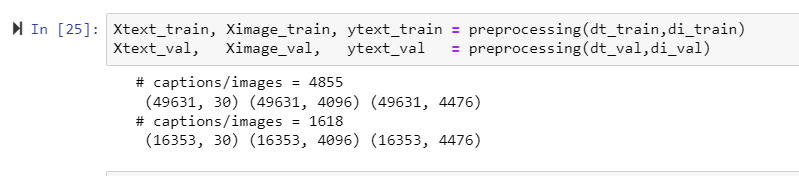 In [25]: Xtext_train, Ximage_train, ytext_train = preprocessing(dt_train,di_train)
Xtext_val, Ximage_val, ytext_val = preprocessing(dt_val,di_val)
# captions/images = 4855
(49631, 30) (49631, 4096) (49631, 4476)
# captions/images = 1618
(16353, 30) (16353, 4096) (16353, 4476)